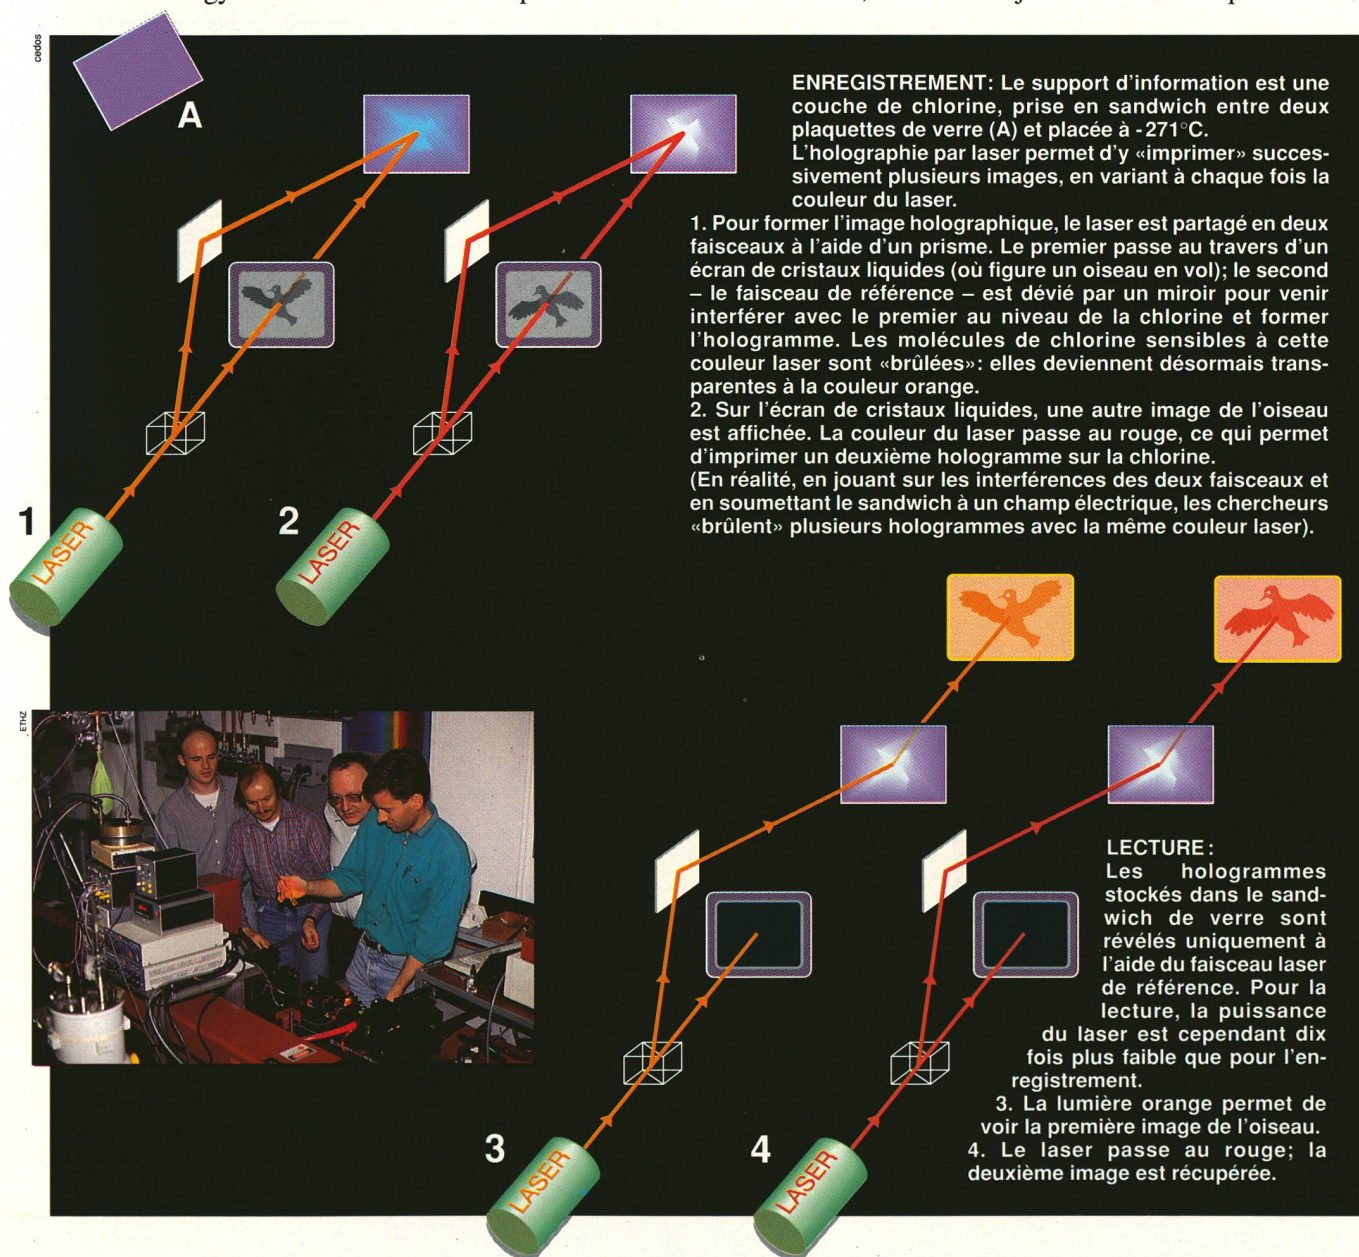 cedos
A
ENREGISTREMENT: Le support d'information est une
couche de chlorine, prise en sandwich entre deux
plaquettes de verre (A) et placée à -271°C.
L'holographie par laser permet d'y «imprimer» succes-
sivement plusieurs images, en variant à chaque fois la
couleur du laser.
1. Pour former l'image holographique, le laser est partagé en deux
faisceaux à l'aide d'un prisme. Le premier passe au travers d'un
écran de cristaux liquides (où figure un oiseau en vol); le second
– le faisceau de référence – est dévié par un miroir pour venir
interférer avec le premier au niveau de la chlorine et former
l'hologramme. Les molécules de chlorine sensibles à cette
couleur laser sont «brûlées»: elles deviennent désormais trans-
parentes à la couleur orange.
2. Sur l'écran de cristaux liquides, une autre image de l'oiseau
est affichée. La couleur du laser passe au rouge, ce qui permet
d'imprimer un deuxième hologramme sur la chlorine.
(En réalité, en jouant sur les interférences des deux faisceaux et
en soumettant le sandwich à un champ électrique, les chercheurs
«brûlent» plusieurs hologrammes avec la même couleur laser).
1
LASER
2
LASER
ETHZ
LECTURE:
Les hologrammes
stockés dans le sand-
wich de verre sont
révélés uniquement à
l'aide du faisceau laser
de référence. Pour la
lecture, la puissance
du laser est cependant dix
fois plus faible que pour l'en-
registrement.
3. La lumière orange permet de
voir la première image de l'oiseau.
4. Le laser passe au rouge; la
deuxième image est récupérée.
3
LASER
4
LASER